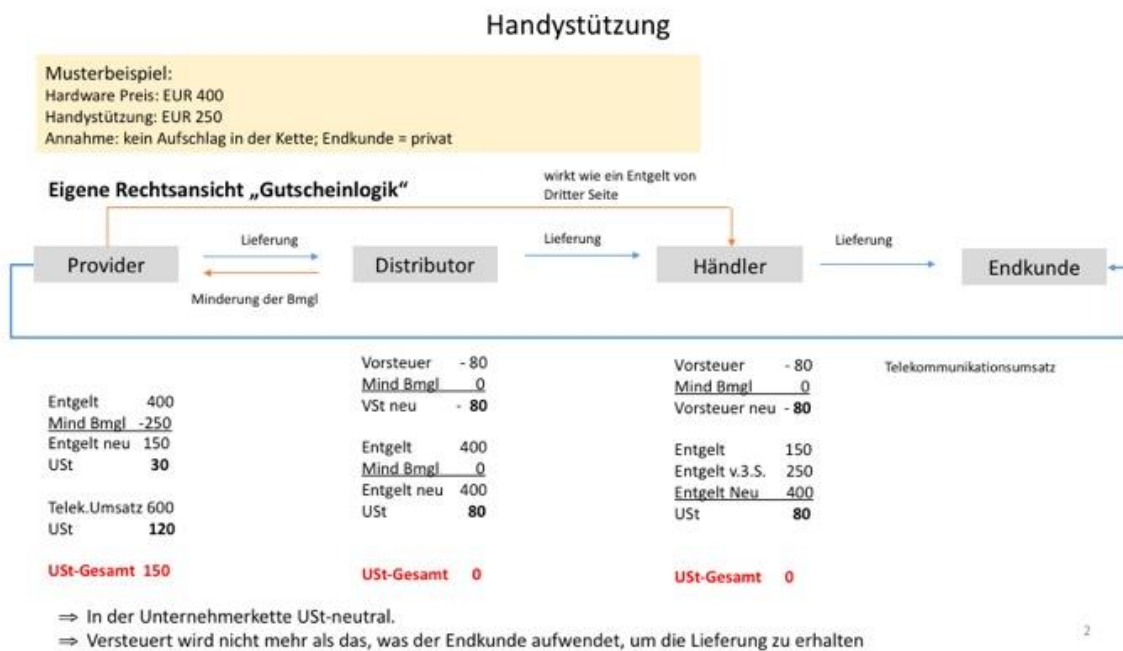 Handystützung
Musterbeispiel:
Hardware Preis: EUR 400
Handystützung: EUR 250
Annahme: kein Aufschlag in der Kette; Endkunde = privat
Eigene Rechtsansicht „Gutscheinlogik“
wirkt wie ein Entgelt von
Dritter Seite
Provider
Lieferung
Minderung der Bmgl
Distributor
Lieferung
Händler
Lieferung
Endkunde
Telekommunikationsumsatz
Entgelt 400
Mind Bmgl -250
Entgelt neu 150
USt 30
Telek.Umsatz 600
USt 120
USt-Gesamt 150
Vorsteuer - 80
Mind Bmgl 0
VSt neu - 80
Entgelt 400
Mind Bmgl 0
Entgelt neu 400
USt 80
USt-Gesamt 0
Vorsteuer - 80
Mind Bmgl 0
Vorsteuer neu - 80
Entgelt 150
Entgelt v.3.S. 250
Entgelt Neu 400
USt 80
USt-Gesamt 0
⇒ In der Unternehmerkette USt-neutral.
⇒ Versteuert wird nicht mehr als das, was der Endkunde aufwendet, um die Lieferung zu erhalten
2